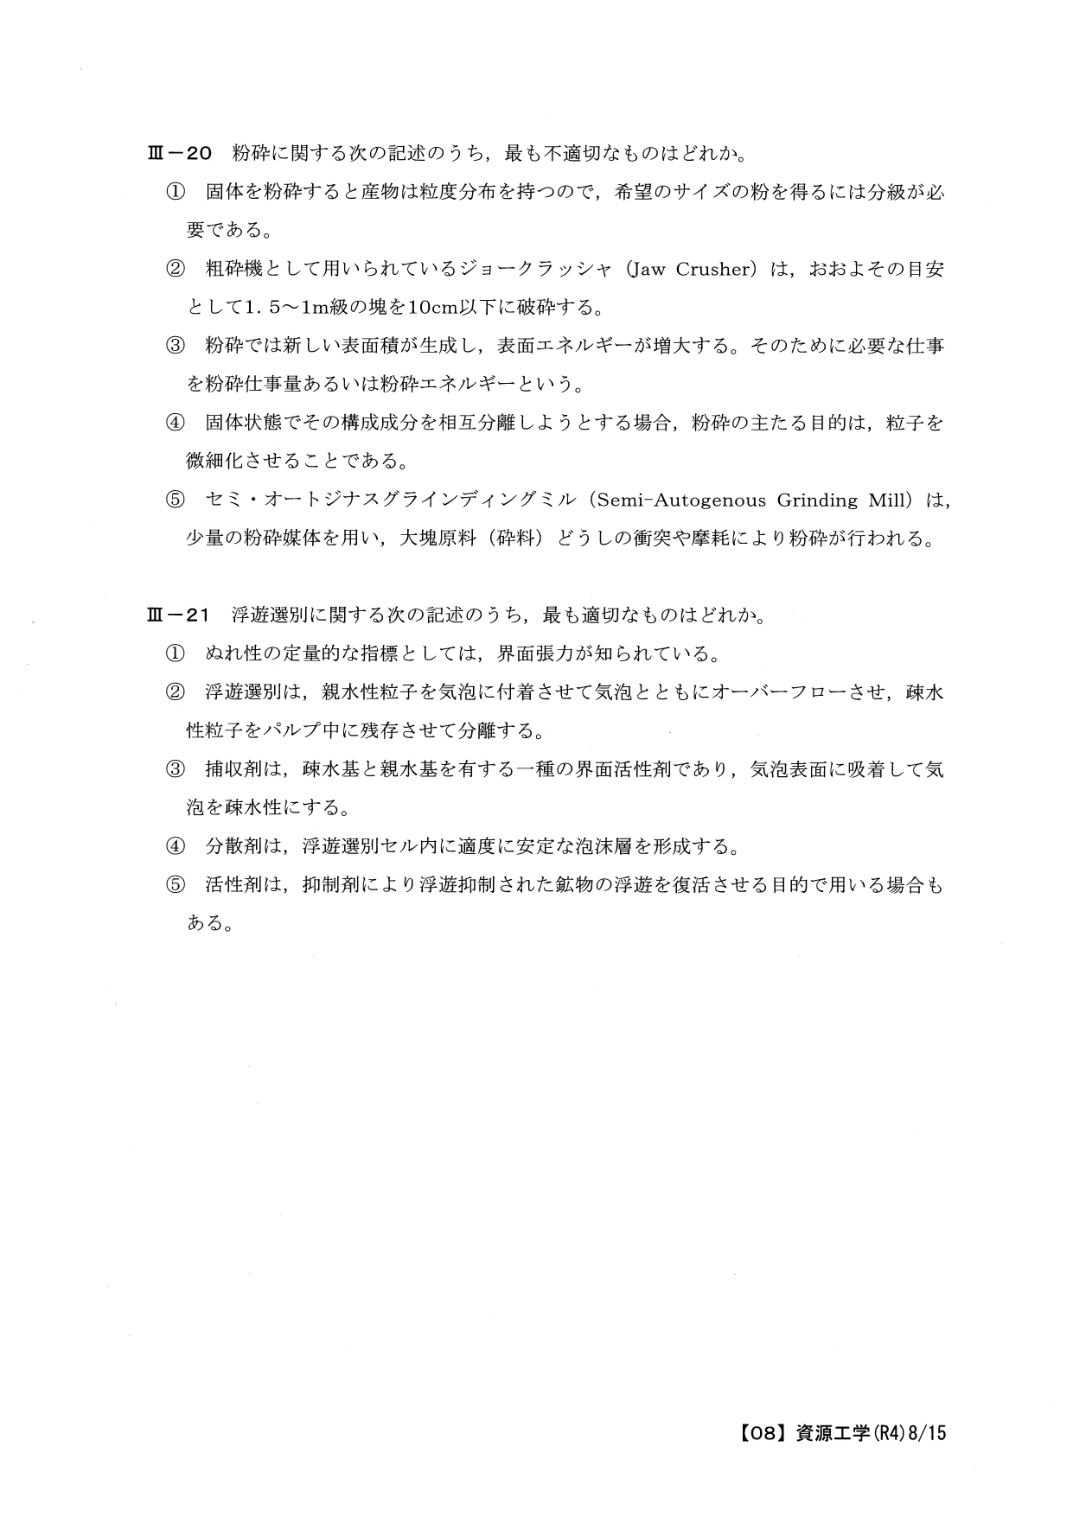 Ⅲ－20　粉砕に関する次の記述のうち，最も不適切なものはどれか。
①　固体を粉砕すると産物は粒度分布を持つので，希望のサイズの粉を得るには分級が必
要である。
②　粗砕機として用いられているジョークラッシャ（Jaw Crusher）は，おおよその目安
として1.5～1m級の塊を10cm以下に破砕する。
③　粉砕では新しい表面積が生成し，表面エネルギーが増大する。そのために必要な仕事
を粉砕仕事量あるいは粉砕エネルギーという。
④　固体状態でその構成成分を相互分離しようとする場合，粉砕の主たる目的は，粒子を
微細化させることである。
⑤　セミ・オートジナスグラインディングミル（Semi-Autogenous Grinding Mill）は，
少量の粉砕媒体を用い，大塊原料（砕料）どうしの衝突や摩耗により粉砕が行われる。
Ⅲ－21　浮遊選別に関する次の記述のうち，最も適切なものはどれか。
①　ぬれ性の定量的な指標としては，界面張力が知られている。
②　浮遊選別は，親水性粒子を気泡に付着させて気泡とともにオーバーフローさせ，疎水
性粒子をパルプ中に残存させて分離する。
③　捕収剤は，疎水基と親水基を有する一種の界面活性剤であり，気泡表面に吸着して気
泡を疎水性にする。
④　分散剤は，浮遊選別セル内に適度に安定な泡沫層を形成する。
⑤　活性剤は，抑制剤により浮遊抑制された鉱物の浮遊を復活させる目的で用いる場合も
ある。
【08】資源工学(R4)8/15